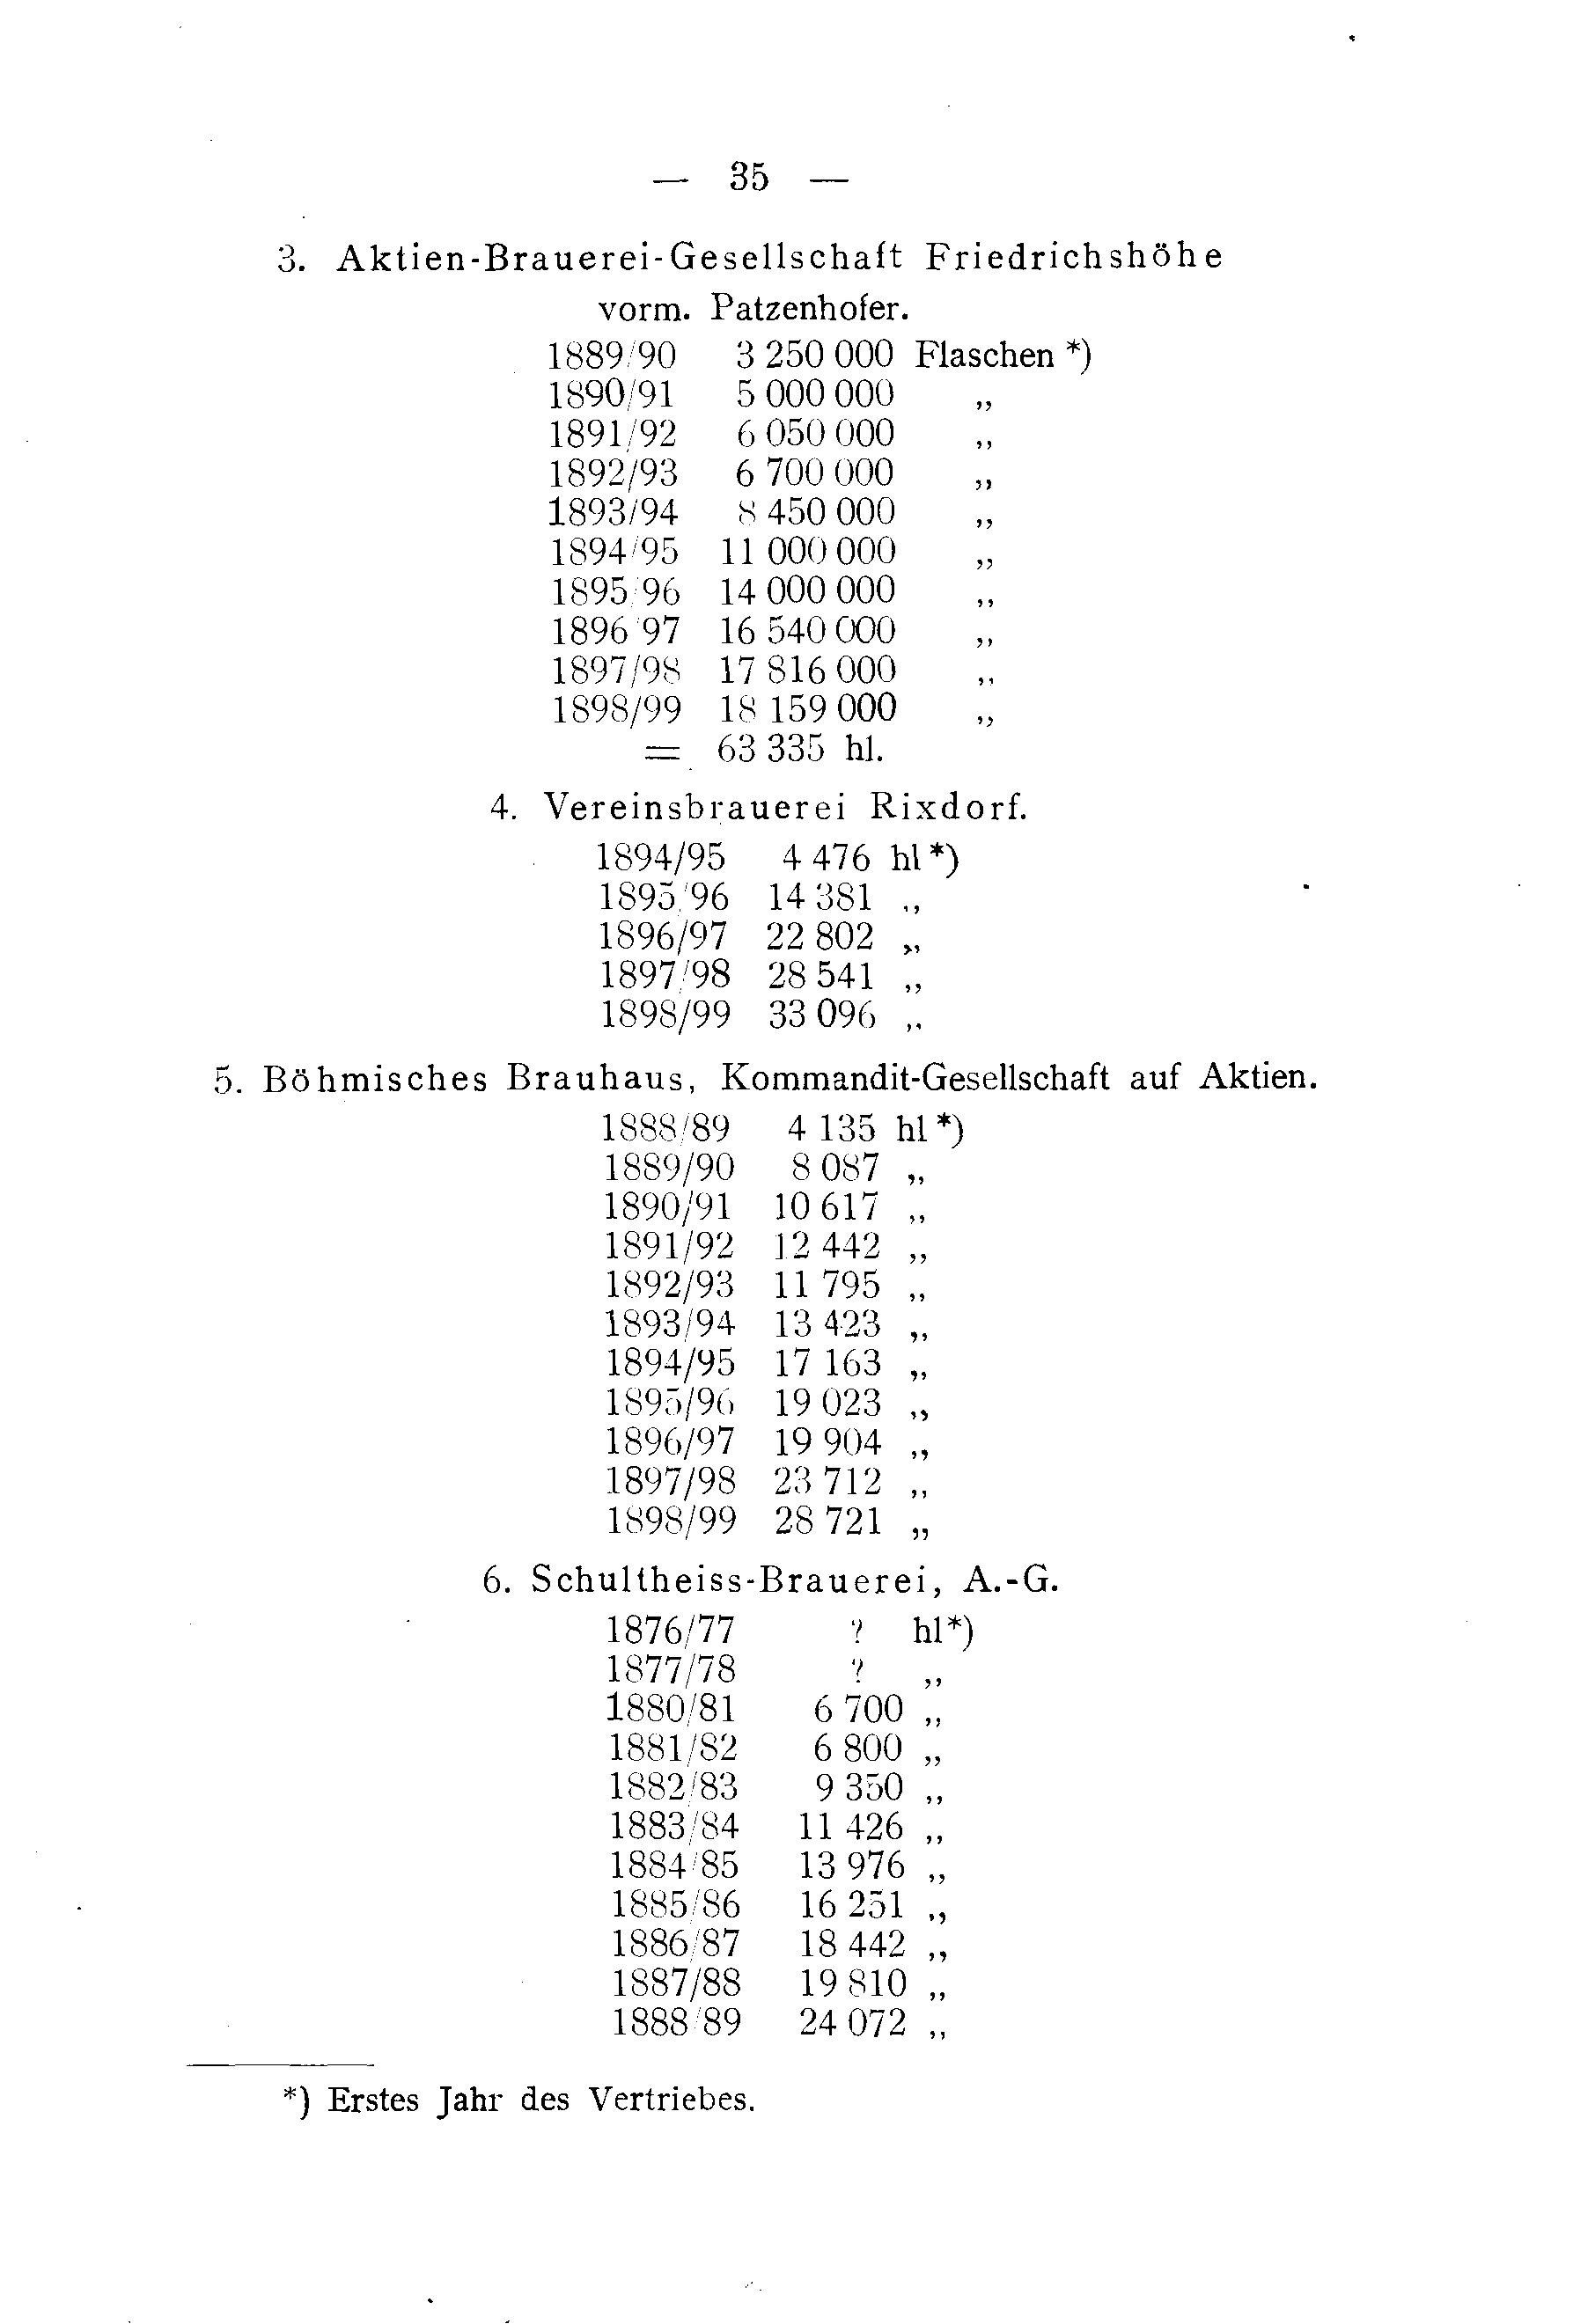 — 35 —
3. Aktien-Brauerei-Gesellschaft Friedrichshöhe
vorm. Patzenhofer.
1889/90 3 250 000 Flaschen *)
1890/91 5 000 000 „
1891/92 6 050 000 „
1892/93 6 700 000 „
1893/94 8 450 000 „
1894/95 11 000 000 „
1895/96 14 000 000 „
1896/97 16 540 000 „
1897/98 17 816 000 „
1898/99 18 159 000 „
= 63 335 hl.
4. Vereinsbrauerei Rixdorf.
1894/95 4 476 hl *)
1895/96 14 381 „
1896/97 22 802 „
1897/98 28 541 „
1898/99 33 096 „
5. Böhmisches Brauhaus, Kommandit-Gesellschaft auf Aktien.
1888/89 4 135 hl *)
1889/90 8 087 „
1890/91 10 617 „
1891/92 12 442 „
1892/93 11 795 „
1893/94 13 423 „
1894/95 17 163 „
1895/96 19 023 „
1896/97 19 904 „
1897/98 23 712 „
1898/99 28 721 „
6. Schultheiss-Brauerei, A.-G.
1876/77 ? hl*)
1877/78 ? „
1880/81 6 700 „
1881/82 6 800 „
1882/83 9 350 „
1883/84 11 426 „
1884/85 13 976 „
1885/86 16 251 „
1886/87 18 442 „
1887/88 19 810 „
1888/89 24 072 „
*) Erstes Jahr des Vertriebes.